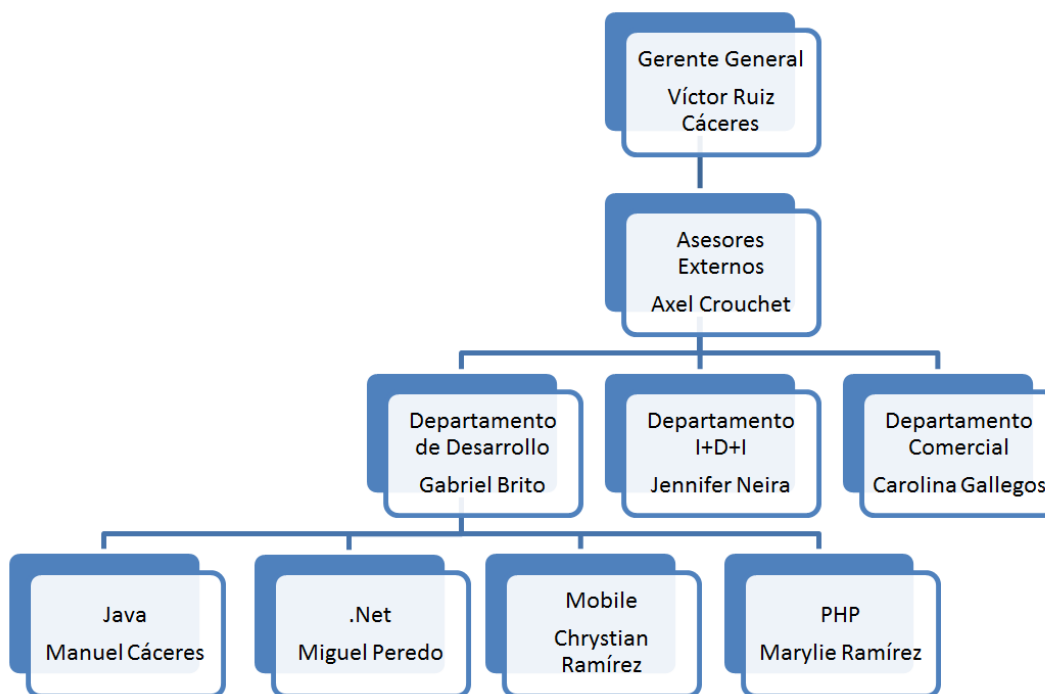 Gerente General
Víctor Ruiz
Cáceres
Asesores
Externos
Axel Crouchet
Departamento
de Desarrollo
Gabriel Brito
Departamento
I+D+I
Jennifer Neira
Departamento
Comercial
Carolina Gallegos
Java
Manuel Cáceres
.Net
Miguel Peredo
Mobile
Chrystian
Ramírez
PHP
Marylie Ramírez